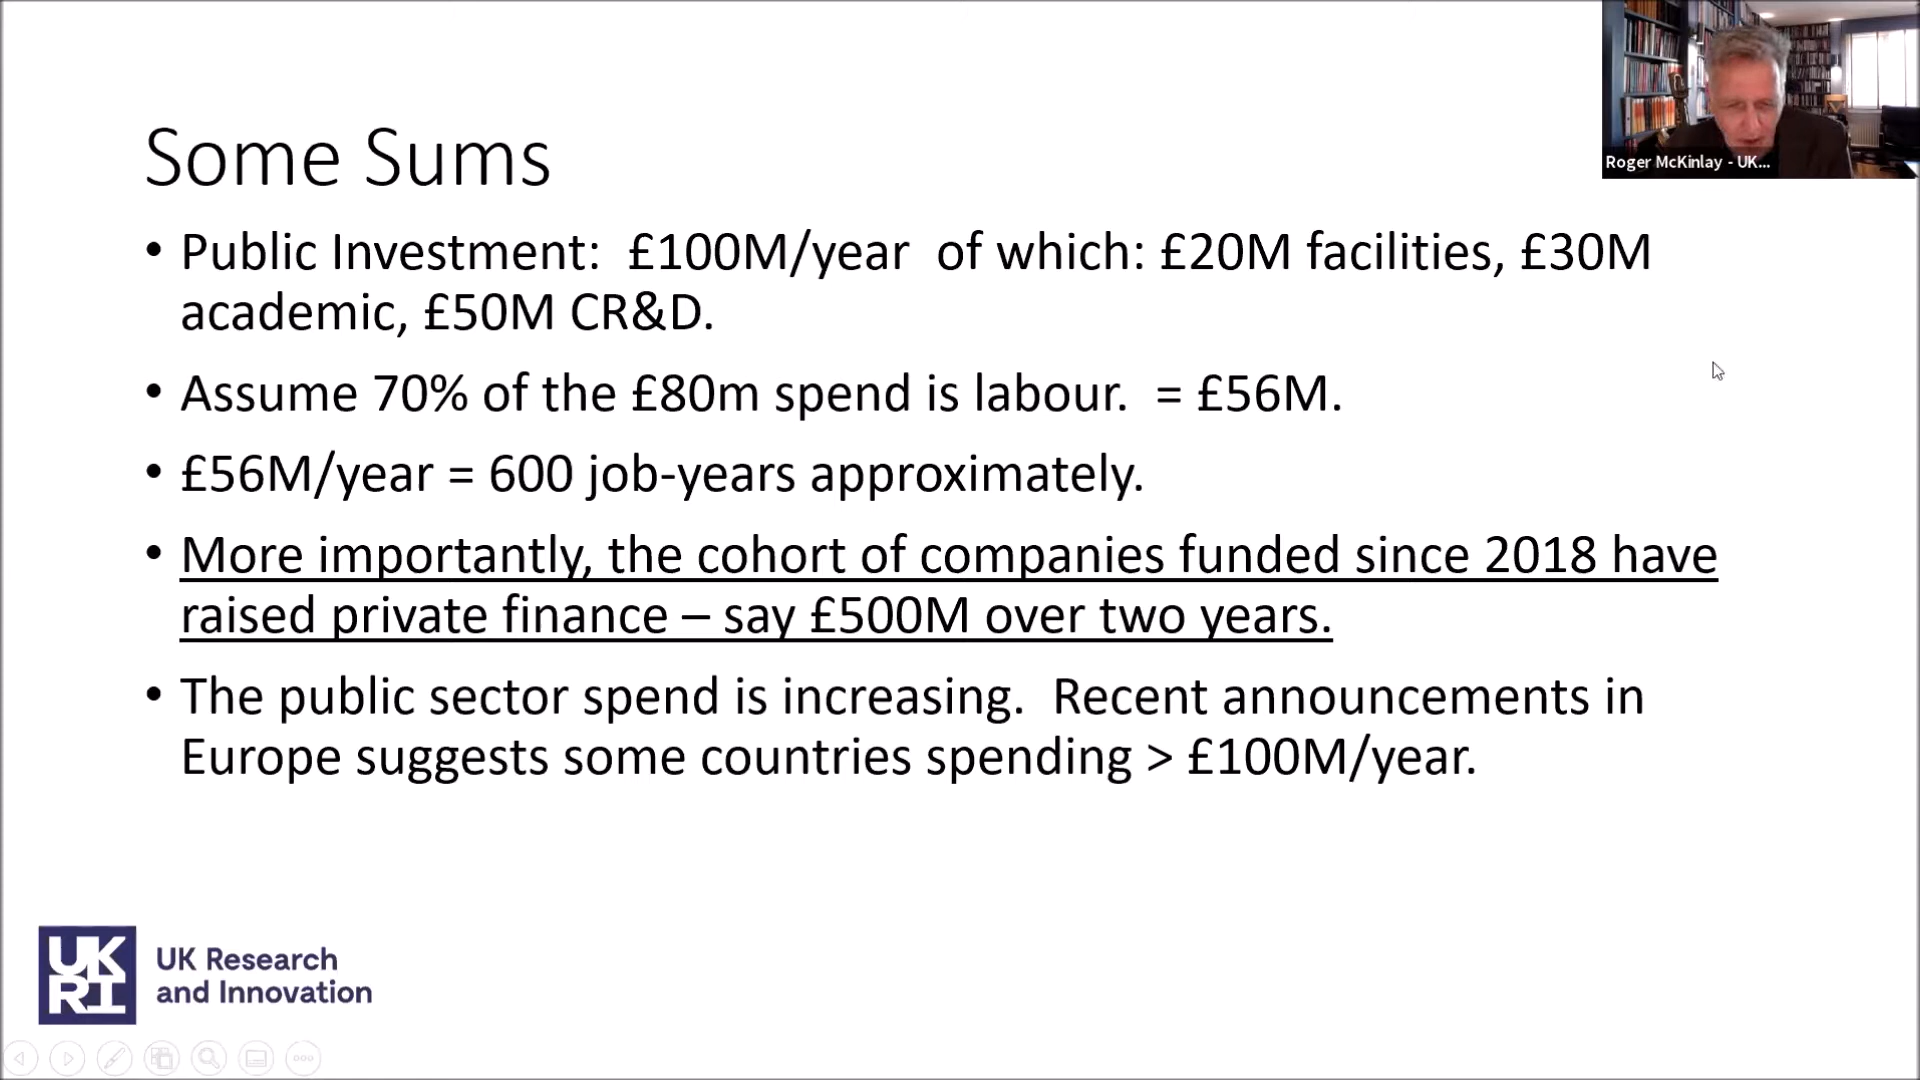 Roger McKinlay - UK...
Some Sums
• Public Investment:  £100M/year  of which: £20M facilities, £30M
academic, £50M CR&D.
• Assume 70% of the £80m spend is labour.  = £56M.
• £56M/year = 600 job-years approximately.
• More importantly, the cohort of companies funded since 2018 have
raised private finance – say £500M over two years.
• The public sector spend is increasing.  Recent announcements in
Europe suggests some countries spending > £100M/year.
UK
RI
UK Research
and Innovation